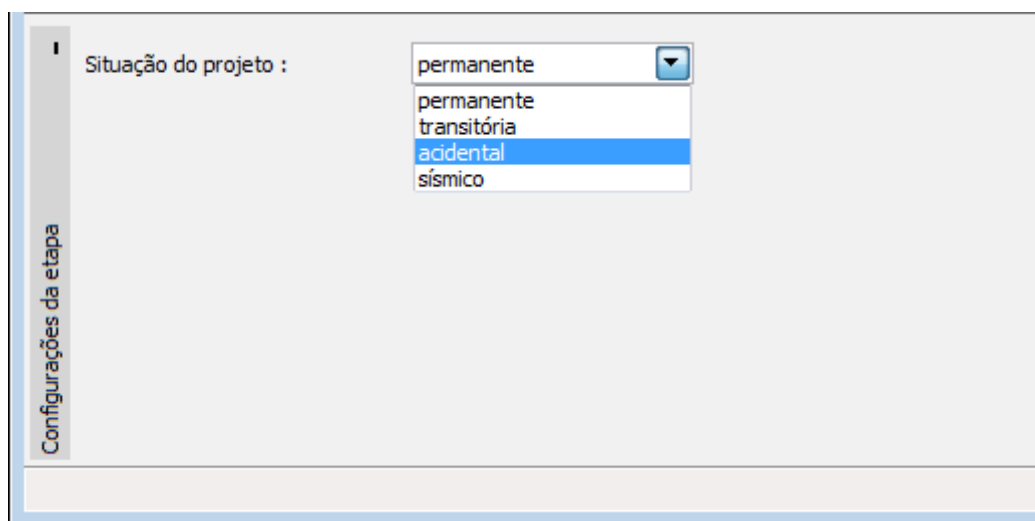 Situação do projeto :
permanente
permanente
transitória
acidental
sísmico
Configurações da etapa